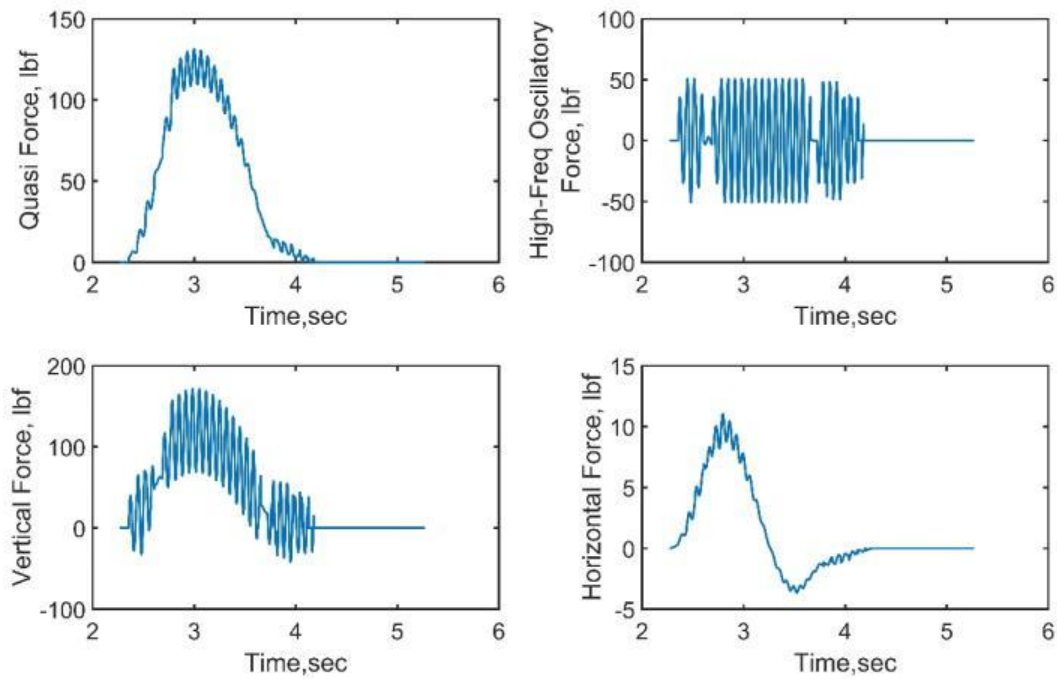 Quasi Force, lbf
150
100
50
0
2 3 4 5 6
Time,sec
High-Freq Oscillatory
Force, lbf
100
50
0
-50
-100
2 3 4 5 6
Time,sec
Vertical Force, lbf
200
100
0
-100
2 3 4 5 6
Time,sec
Horizontal Force, lbf
15
10
5
0
-5
2 3 4 5 6
Time,sec